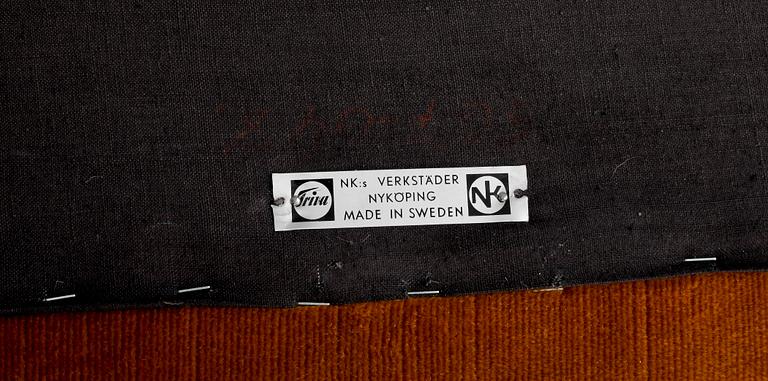 Triva
NK:s VERKSTÄDER
NYKÖPING
MADE IN SWEDEN
NK